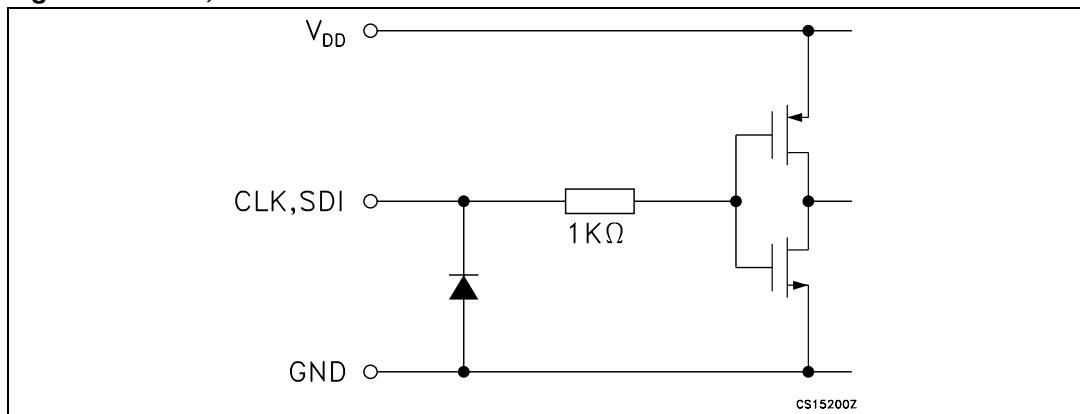 V_DD
CLK,SDI
1KΩ
GND
CS15200Z